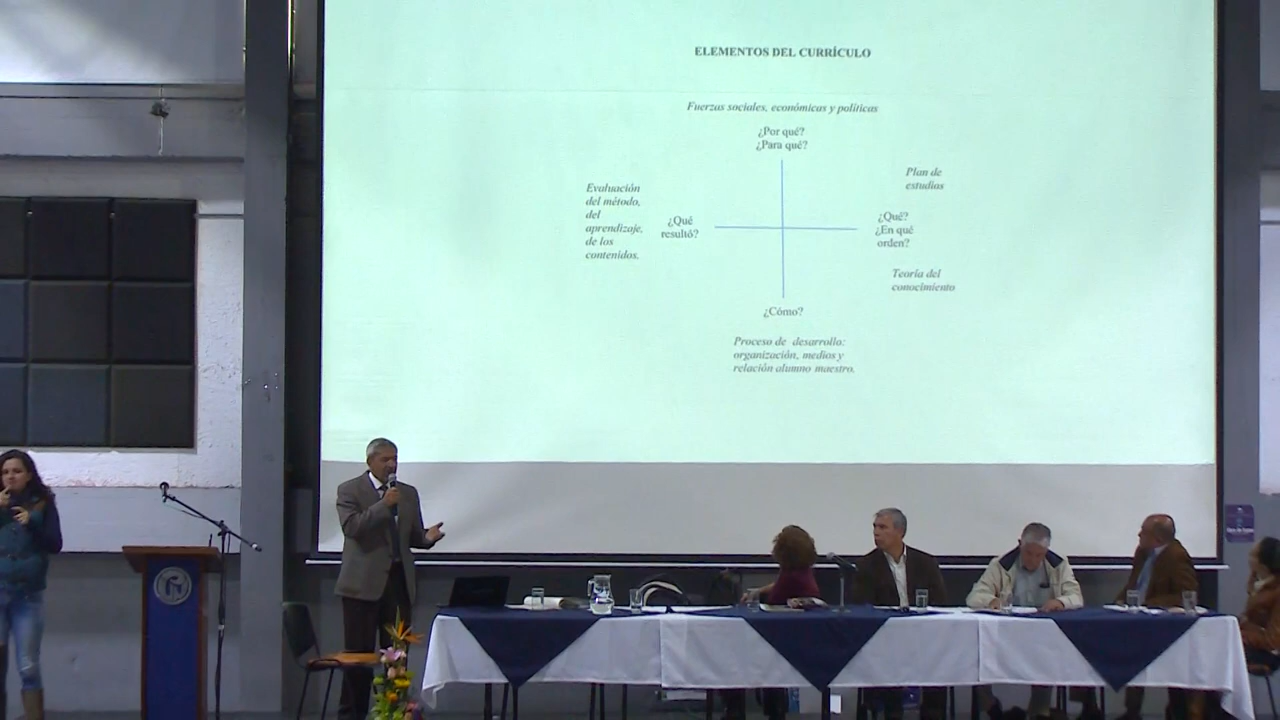 ELEMENTOS DEL CURRÍCULO
Fuerzas sociales, económicas y políticas
¿Por qué?
¿Para qué?
Plan de
estudios
Evaluación
del método,
del
aprendizaje,
de los
contenidos.
¿Qué
resultó?
¿Qué?
¿En qué
orden?
Teoría del
conocimiento
¿Cómo?
Proceso de desarrollo:
organización, medios y
relación alumno maestro.